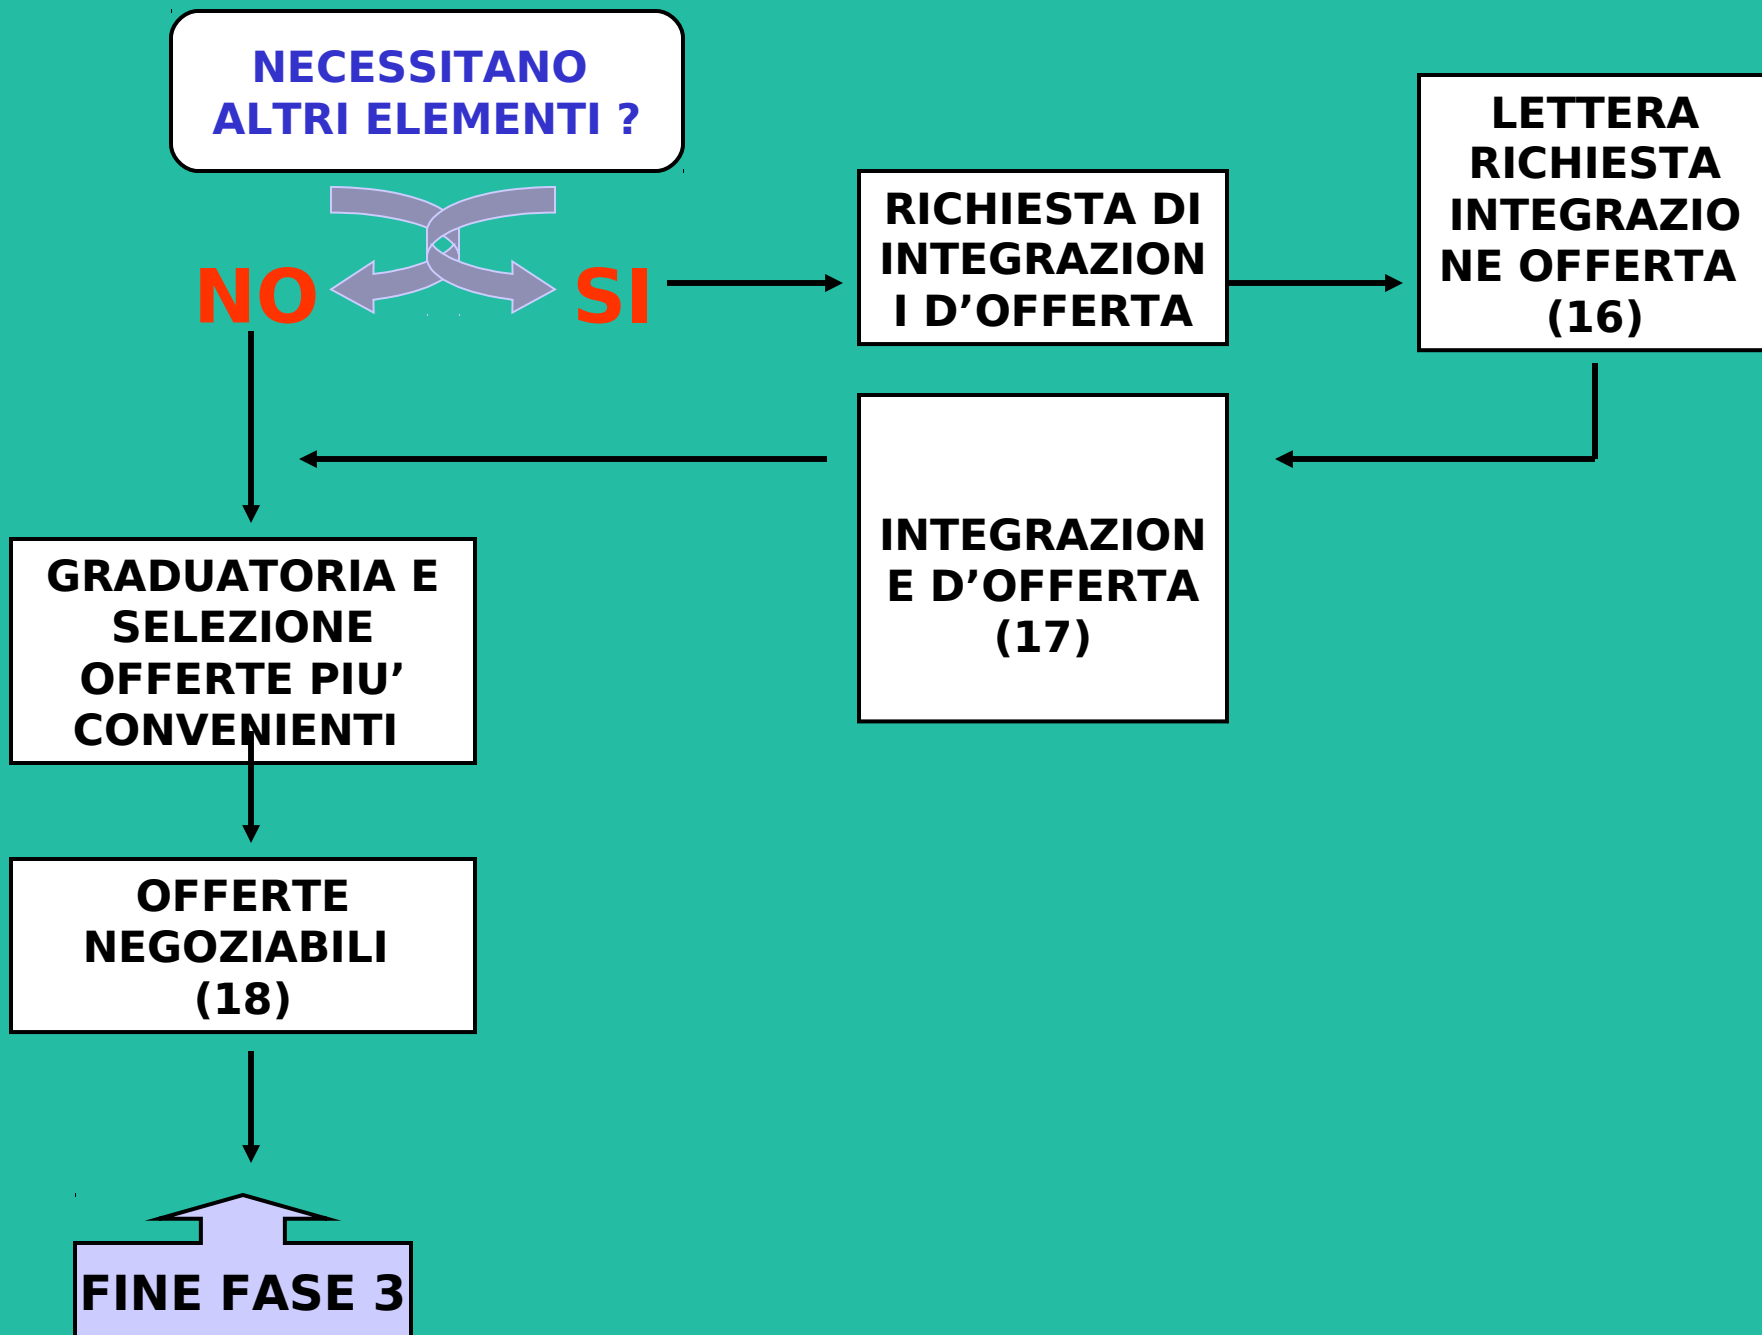 NECESSITANO
ALTRI ELEMENTI ?
NO
SI
RICHIESTA DI
INTEGRAZION
I D’OFFERTA
LETTERA
RICHIESTA
INTEGRAZIO
NE OFFERTA
(16)
INTEGRAZION
E D’OFFERTA
(17)
GRADUATORIA E
SELEZIONE
OFFERTE PIU’
CONVENIENTI
OFFERTE
NEGOZIABILI
(18)
FINE FASE 3